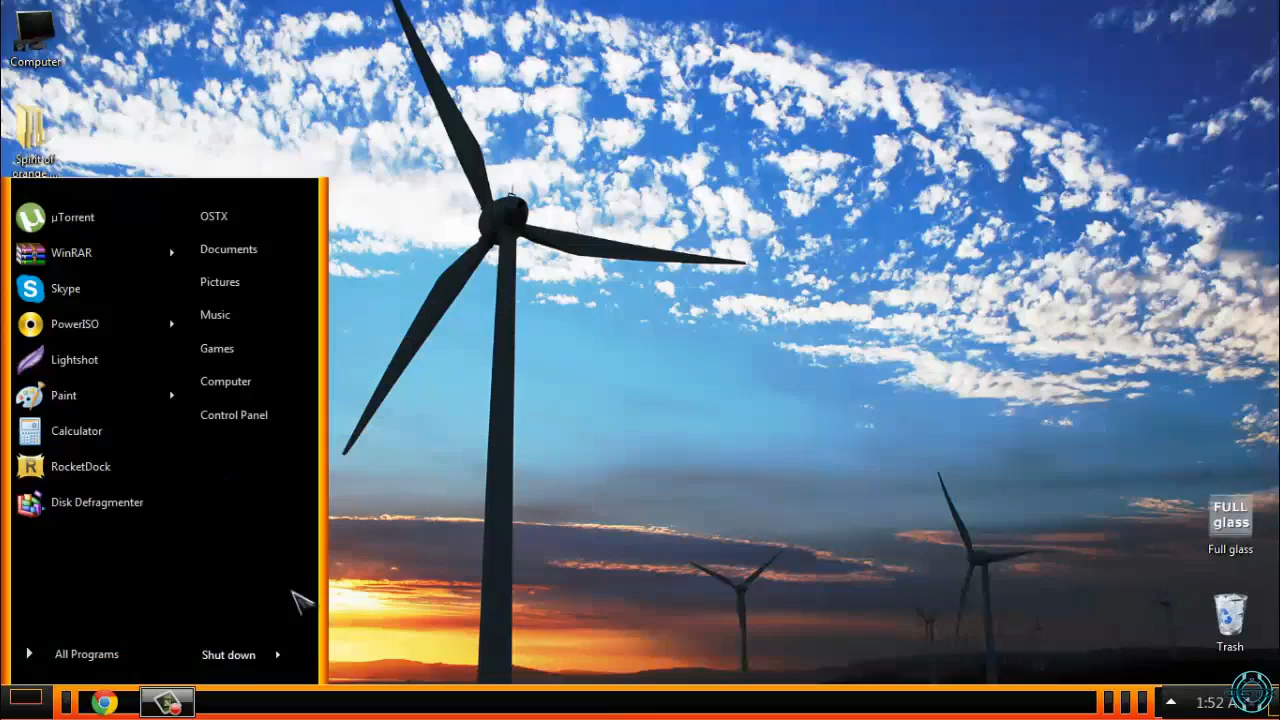 Computer
Spirit of
orange ...
µTorrent
WinRAR
Skype
PowerISO
Lightshot
Paint
Calculator
RocketDock
Disk Defragmenter
All Programs
OSTX
Documents
Pictures
Music
Games
Computer
Control Panel
Shut down
FULL
glass
Full glass
Trash
1:52